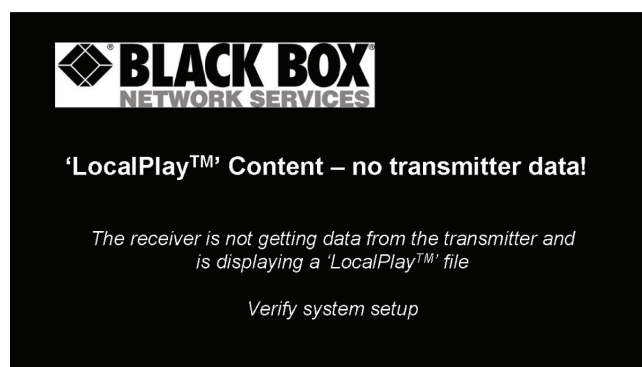 BLACK BOX®
NETWORK SERVICES
‘LocalPlay™’ Content – no transmitter data!
The receiver is not getting data from the transmitter and
is displaying a ‘LocalPlay™’ file
Verify system setup